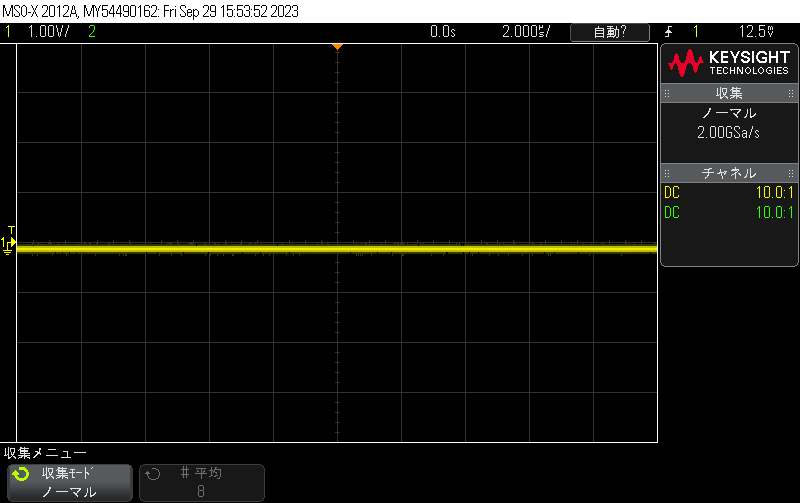 MSO-X 2012A, MY54490162: Fri Sep 29 15:53:52 2023
1 1.00V/ 2 0.0s 2.000s/ 自動? 1 12.5%
KEYSIGHT
TECHNOLOGIES
収集
ノーマル
2.00GSa/s
チャネル
DC 10.0:1
DC 10.0:1
T
1
収集メニュー
収集モード
ノーマル
# 平均
8